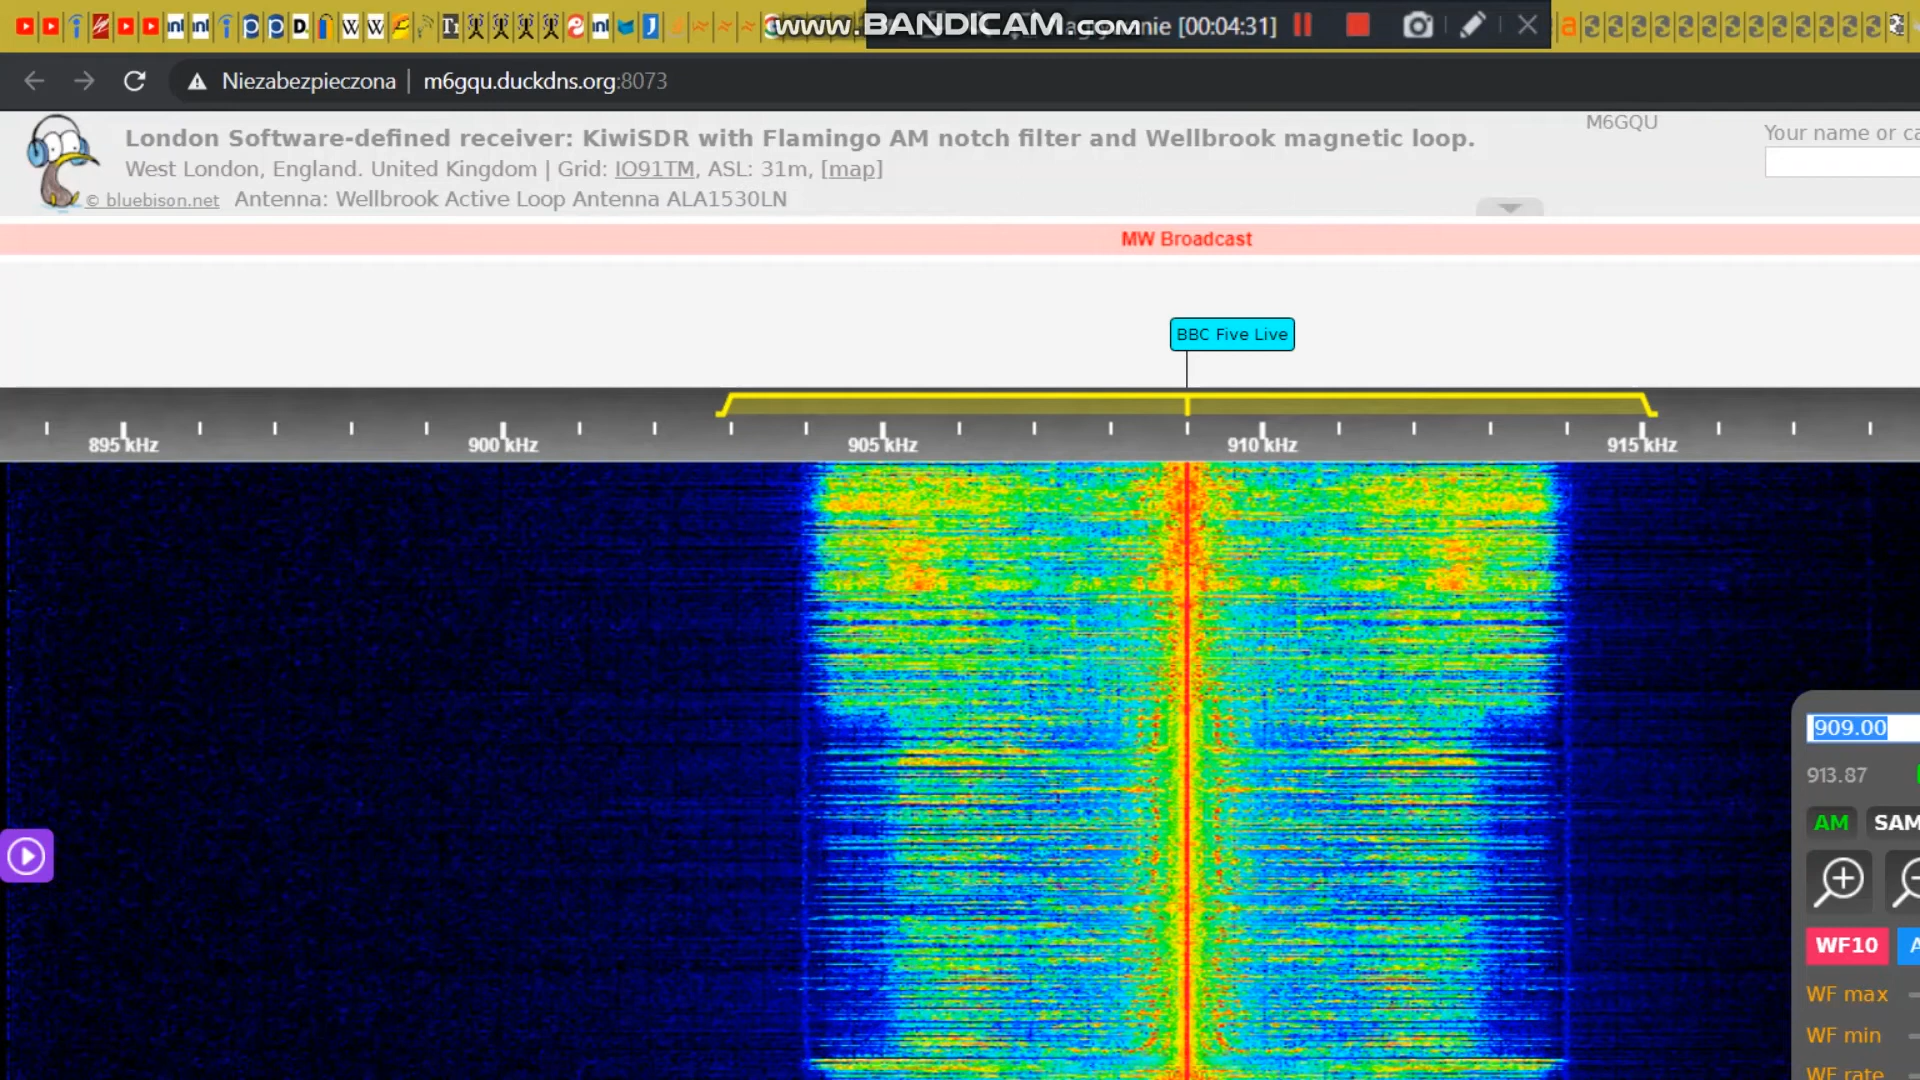 www.BANDICAM.com
nie [00:04:31]
Niezabezpieczona | m6gqu.duckdns.org:8073
London Software-defined receiver: KiwiSDR with Flamingo AM notch filter and Wellbrook magnetic loop.
M6GQU
Your name or ca
West London, England. United Kingdom | Grid: IO91TM, ASL: 31m, [map]
© bluebison.net Antenna: Wellbrook Active Loop Antenna ALA1530LN
MW Broadcast
BBC Five Live
895 kHz 900 kHz 905 kHz 910 kHz 915 kHz
909.00
913.87
AM SAM
WF10 A
WF max
WF min
WF rate